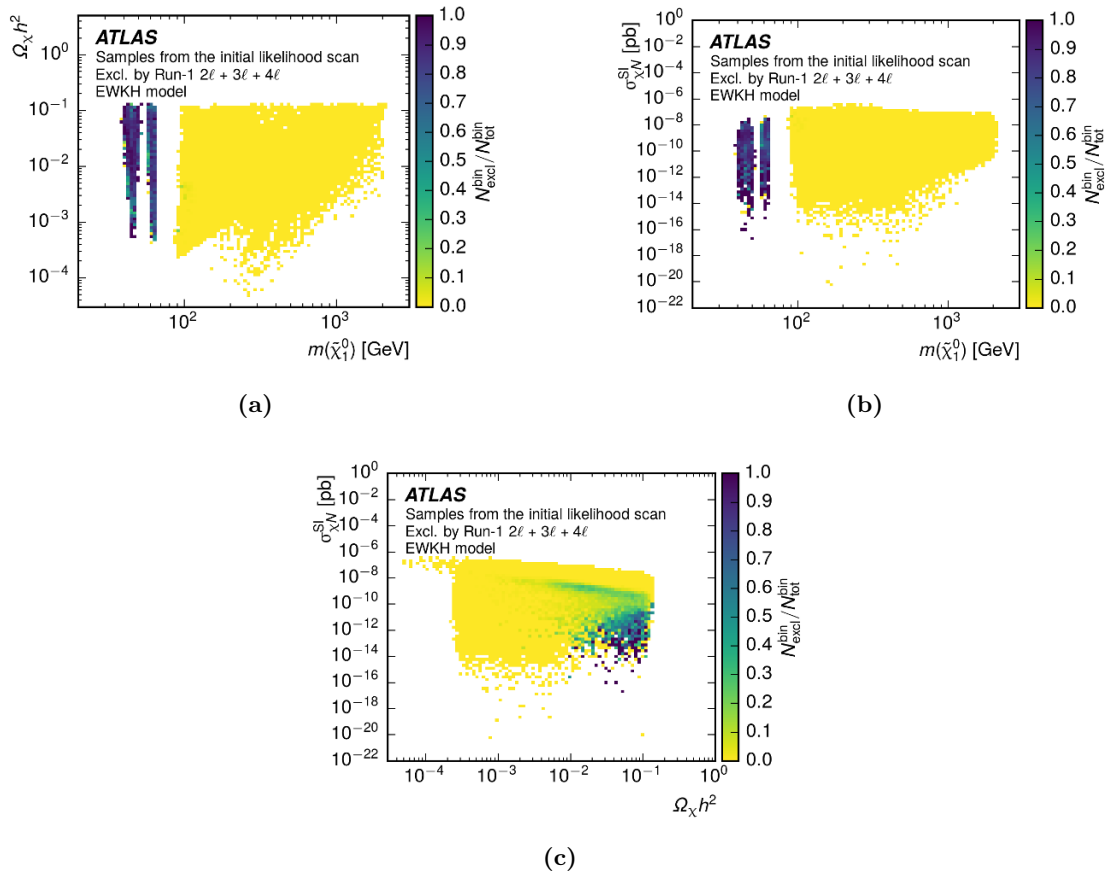 ATLAS
Samples from the initial likelihood scan
Excl. by Run-1 2ℓ + 3ℓ + 4ℓ
EWKH model
Ω_χ h²
10⁰
10⁻¹
10⁻²
10⁻³
10⁻⁴
10² 10³
m(χ̃₁⁰) [GeV]
1.0
0.9
0.8
0.7
0.6
0.5
0.4
0.3
0.2
0.1
0.0
N_excl^bin / N_tot^bin
(a)
ATLAS
Samples from the initial likelihood scan
Excl. by Run-1 2ℓ + 3ℓ + 4ℓ
EWKH model
σ_χN^SI [pb]
10⁰
10⁻²
10⁻⁴
10⁻⁶
10⁻⁸
10⁻¹⁰
10⁻¹²
10⁻¹⁴
10⁻¹⁶
10⁻¹⁸
10⁻²⁰
10⁻²²
10² 10³
m(χ̃₁⁰) [GeV]
1.0
0.9
0.8
0.7
0.6
0.5
0.4
0.3
0.2
0.1
0.0
N_excl^bin / N_tot^bin
(b)
ATLAS
Samples from the initial likelihood scan
Excl. by Run-1 2ℓ + 3ℓ + 4ℓ
EWKH model
σ_χN^SI [pb]
10⁰
10⁻²
10⁻⁴
10⁻⁶
10⁻⁸
10⁻¹⁰
10⁻¹²
10⁻¹⁴
10⁻¹⁶
10⁻¹⁸
10⁻²⁰
10⁻²²
10⁻⁴ 10⁻³ 10⁻² 10⁻¹ 10⁰
Ω_χ h²
1.0
0.9
0.8
0.7
0.6
0.5
0.4
0.3
0.2
0.1
0.0
N_excl^bin / N_tot^bin
(c)